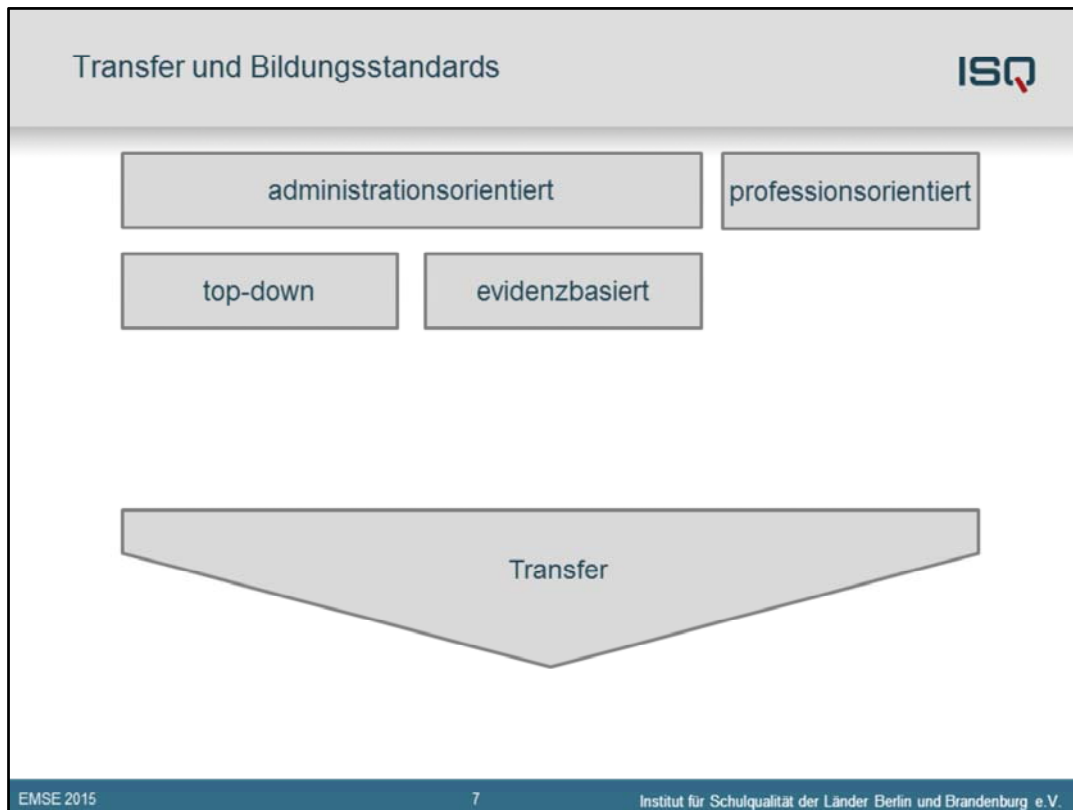 Transfer und Bildungsstandards
ISQ
administrationsorientiert
professionsorientiert
top-down
evidenzbasiert
Transfer
EMSE 2015
7
Institut für Schulqualität der Länder Berlin und Brandenburg e.V.